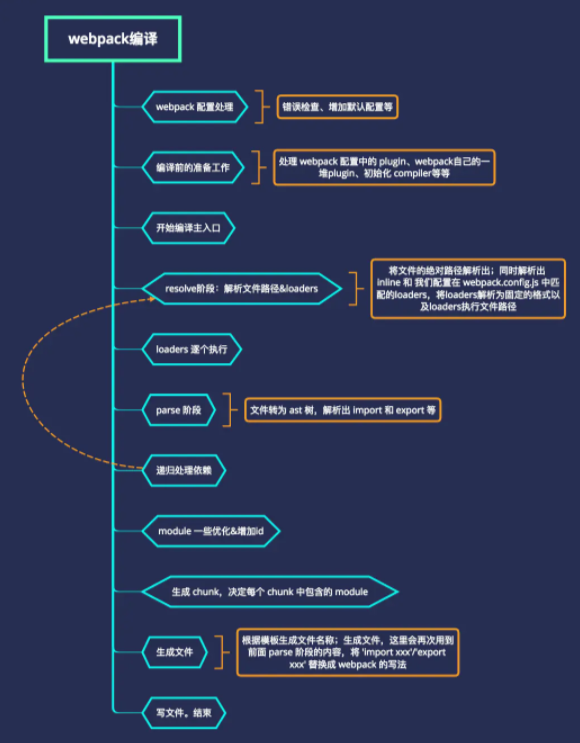 webpack编译
webpack 配置处理
错误检查、增加默认配置等
编译前的准备工作
处理 webpack 配置中的 plugin、webpack自己的一
堆plugin、初始化 compiler等等
开始编译主入口
resolve阶段：解析文件路径&loaders
将文件的绝对路径解析出；同时解析出
inline 和 我们配置在 webpack.config.js 中匹
配的loaders，将loaders解析为固定的格式以
及loaders执行文件路径
loaders 逐个执行
parse 阶段
文件转为 ast 树，解析出 import 和 export 等
递归处理依赖
module 一些优化&增加id
生成 chunk，决定每个 chunk 中包含的 module
生成文件
根据模板生成文件名称；生成文件，这里会再次用到
前面 parse 阶段的内容，将 'import xxx'/'export
xxx' 替换成 webpack 的写法
写文件。结束